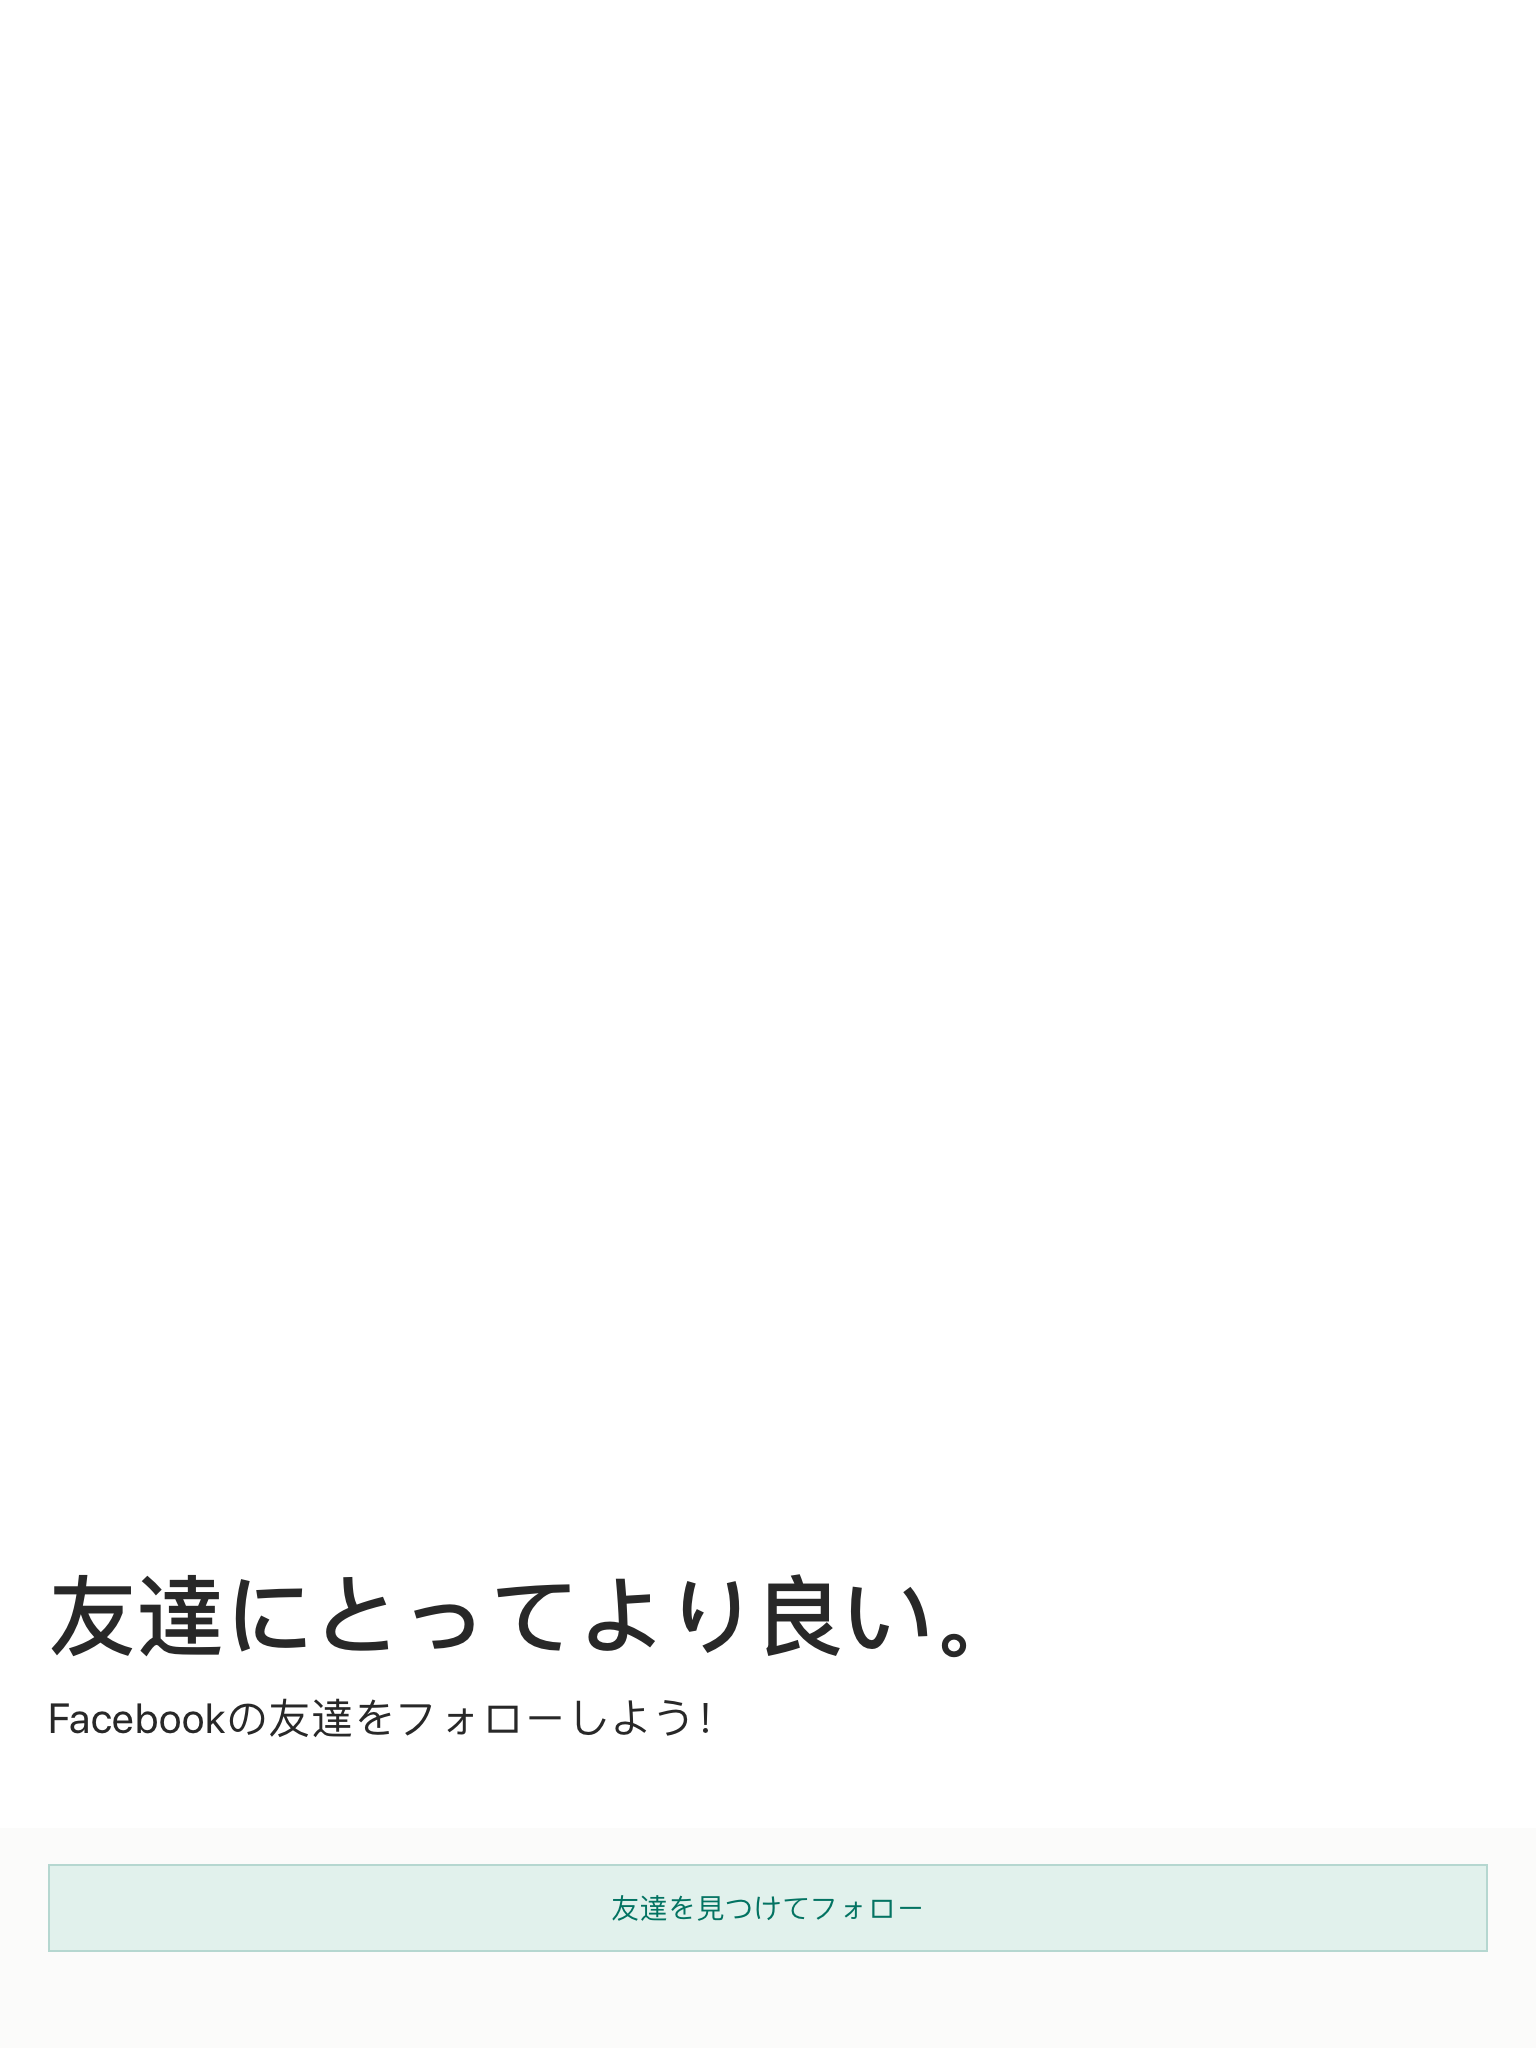 友達にとってより良い。
Facebookの友達をフォローしよう！
友達を見つけてフォロー